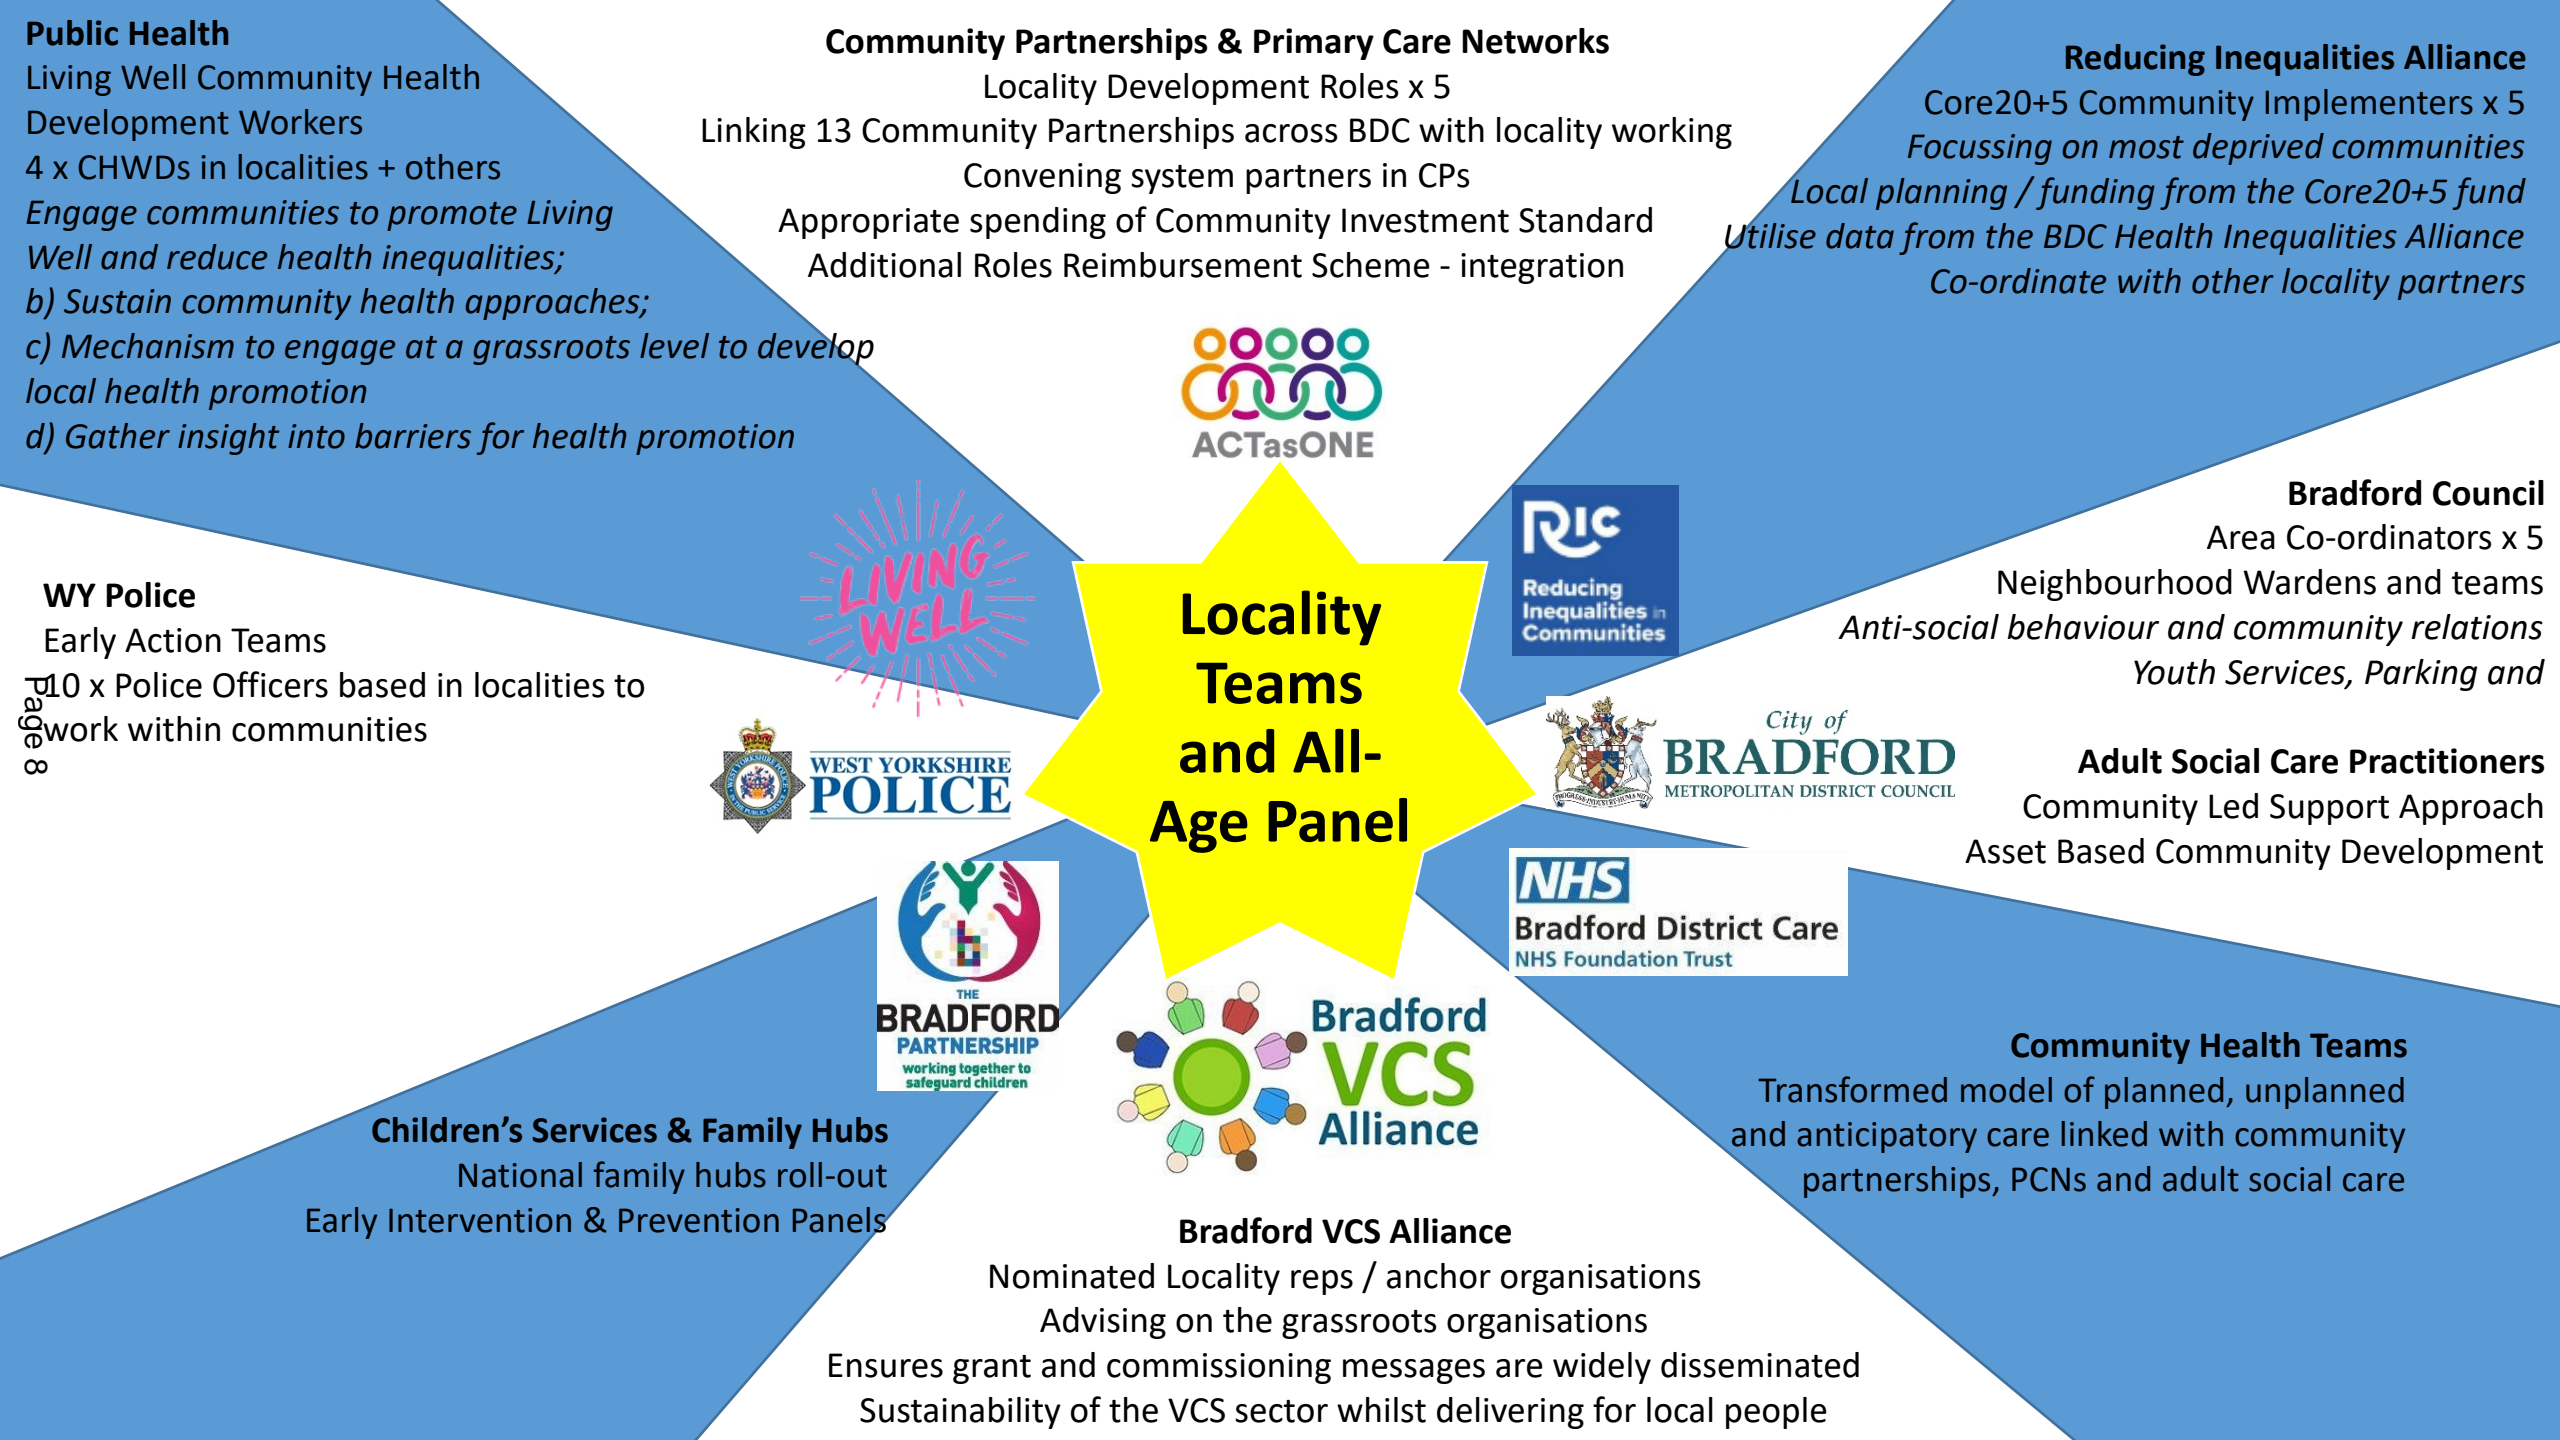 Public Health
Living Well Community Health
Development Workers
4 x CHWDs in localities + others
Engage communities to promote Living
Well and reduce health inequalities;
b) Sustain community health approaches;
c) Mechanism to engage at a grassroots level to develop
local health promotion
d) Gather insight into barriers for health promotion
Community Partnerships & Primary Care Networks
Locality Development Roles x 5
Linking 13 Community Partnerships across BDC with locality working
Convening system partners in CPs
Appropriate spending of Community Investment Standard
Additional Roles Reimbursement Scheme - integration
ACTasONE
Reducing Inequalities Alliance
Core20+5 Community Implementers x 5
Focussing on most deprived communities
Local planning / funding from the Core20+5 fund
Utilise data from the BDC Health Inequalities Alliance
Co-ordinate with other locality partners
RIC
Reducing
Inequalities in
Communities
LIVING
WELL
WY Police
Early Action Teams
10 x Police Officers based in localities to
work within communities
Page 8
WEST YORKSHIRE
POLICE
Locality
Teams
and All-
Age Panel
Bradford Council
Area Co-ordinators x 5
Neighbourhood Wardens and teams
Anti-social behaviour and community relations
Youth Services, Parking and
City of
BRADFORD
METROPOLITAN DISTRICT COUNCIL
Adult Social Care Practitioners
Community Led Support Approach
Asset Based Community Development
NHS
Bradford District Care
NHS Foundation Trust
THE
BRADFORD
PARTNERSHIP
working together to
safeguard children
Bradford
VCS
Alliance
Community Health Teams
Transformed model of planned, unplanned
and anticipatory care linked with community
partnerships, PCNs and adult social care
Children's Services & Family Hubs
National family hubs roll-out
Early Intervention & Prevention Panels
Bradford VCS Alliance
Nominated Locality reps / anchor organisations
Advising on the grassroots organisations
Ensures grant and commissioning messages are widely disseminated
Sustainability of the VCS sector whilst delivering for local people